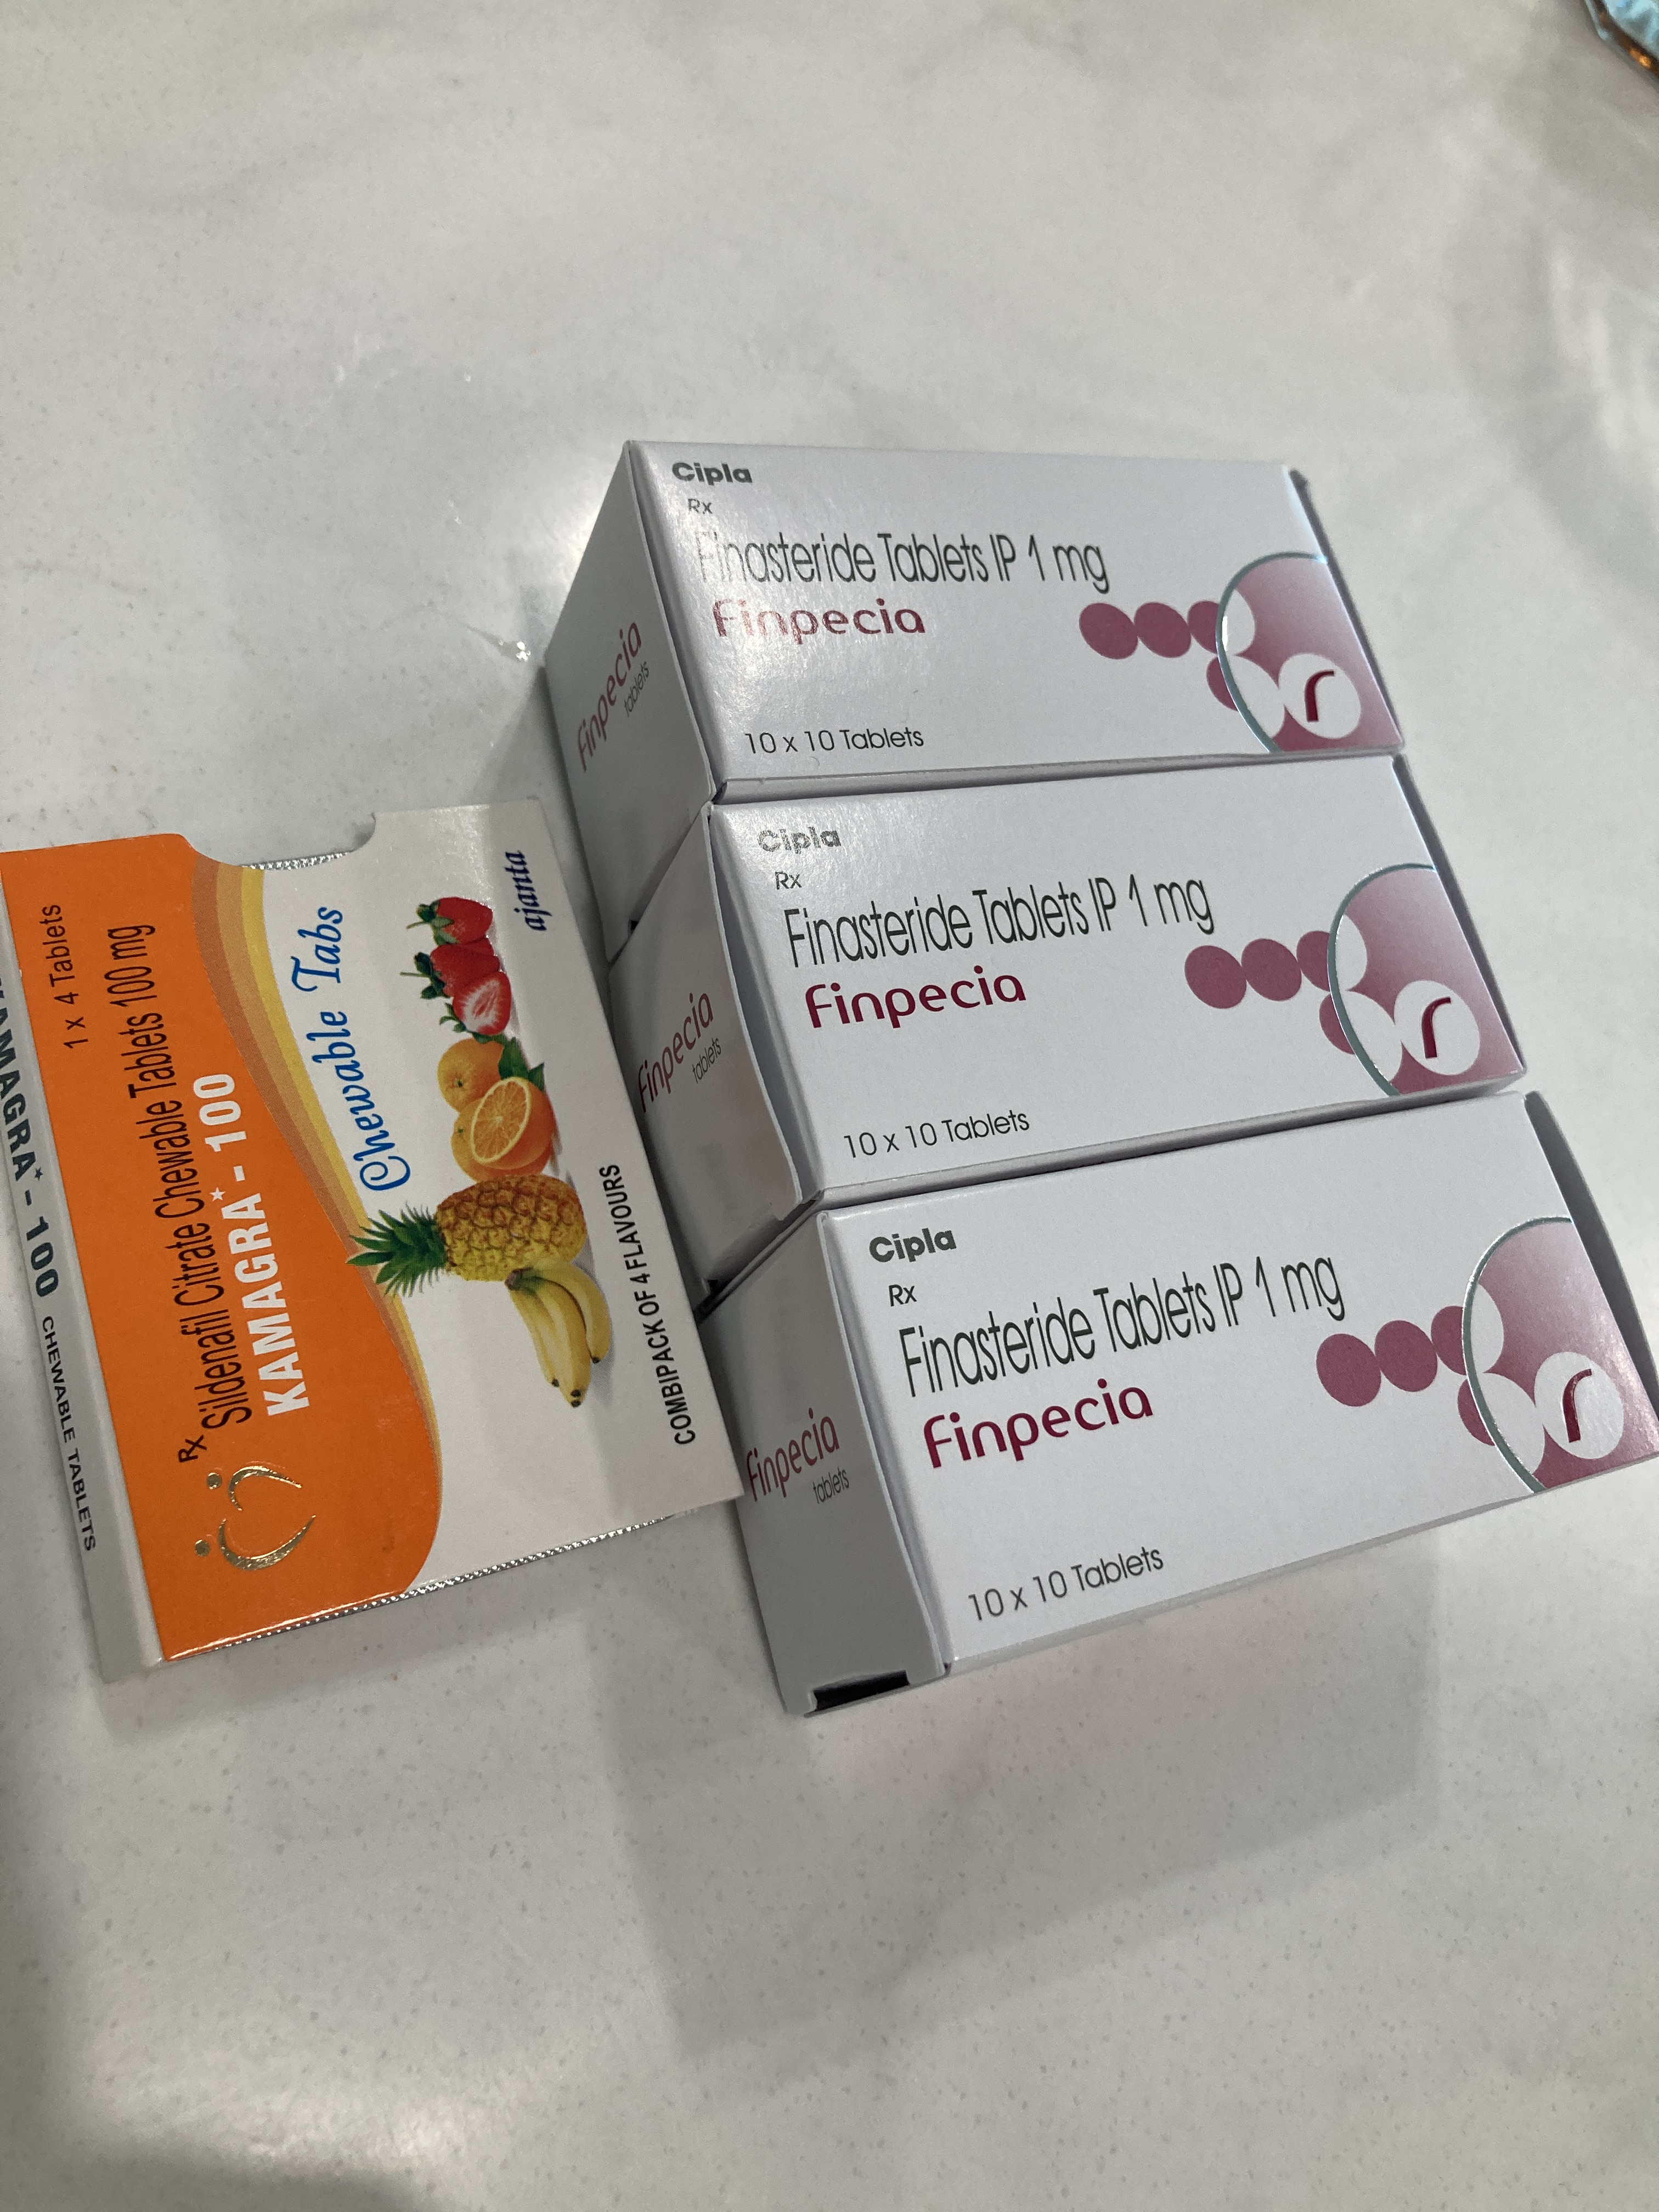 Cipla
Rx
Finasteride Tablets IP 1 mg
Finpecia
10 x 10 Tablets
Finpecia
tablets
Cipla
Rx
Finasteride Tablets IP 1 mg
Finpecia
10 x 10 Tablets
Finpecia
tablets
Cipla
Rx
Finasteride Tablets IP 1 mg
Finpecia
10 x 10 Tablets
Finpecia
tablets
1 x 4 Tablets
Rx
Sildenafil Citrate Chewable Tablets 100 mg
KAMAGRA* - 100
Chewable Tabs
ajanta
COMBIPACK OF 4 FLAVOURS
KAMAGRA* - 100 CHEWABLE TABLETS